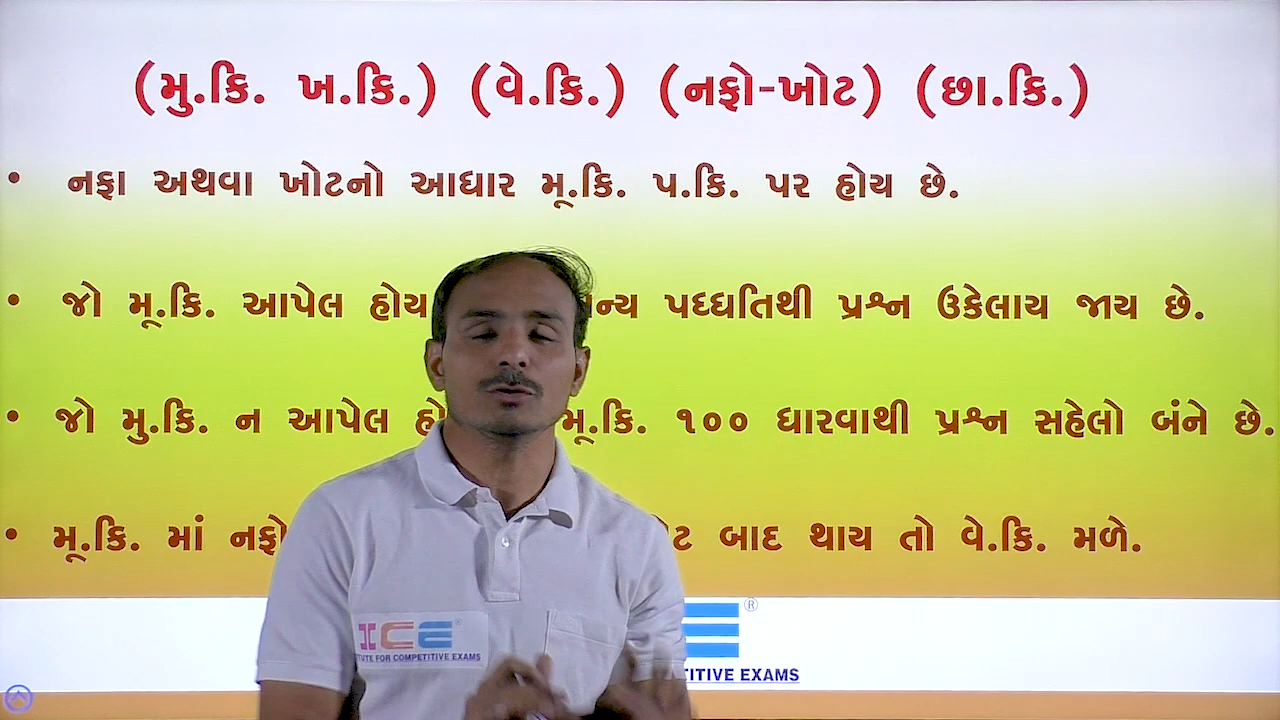 (મુ.કિ. ખ.કિ.) (વે.કિ.) (નફો-ખોટ) (છા.કિ.)
• નફા અથવા ખોટનો આધાર મૂ.કિ. પ.કિ. પર હોય છે.
• જો મૂ.કિ. આપેલ હોય ન્ય પધ્ધતિથી પ્રશ્ન ઉકેલાય જાય છે.
• જો મુ.કિ. ન આપેલ હો મૂ.કિ. ૧૦૦ ધારવાથી પ્રશ્ન સહેલો બંને છે.
• મૂ.કિ. માં નફો ટ બાદ થાય તો વે.કિ. મળે.
ICE
TUTE FOR COMPETITIVE EXAMS
E ®
TITIVE EXAMS